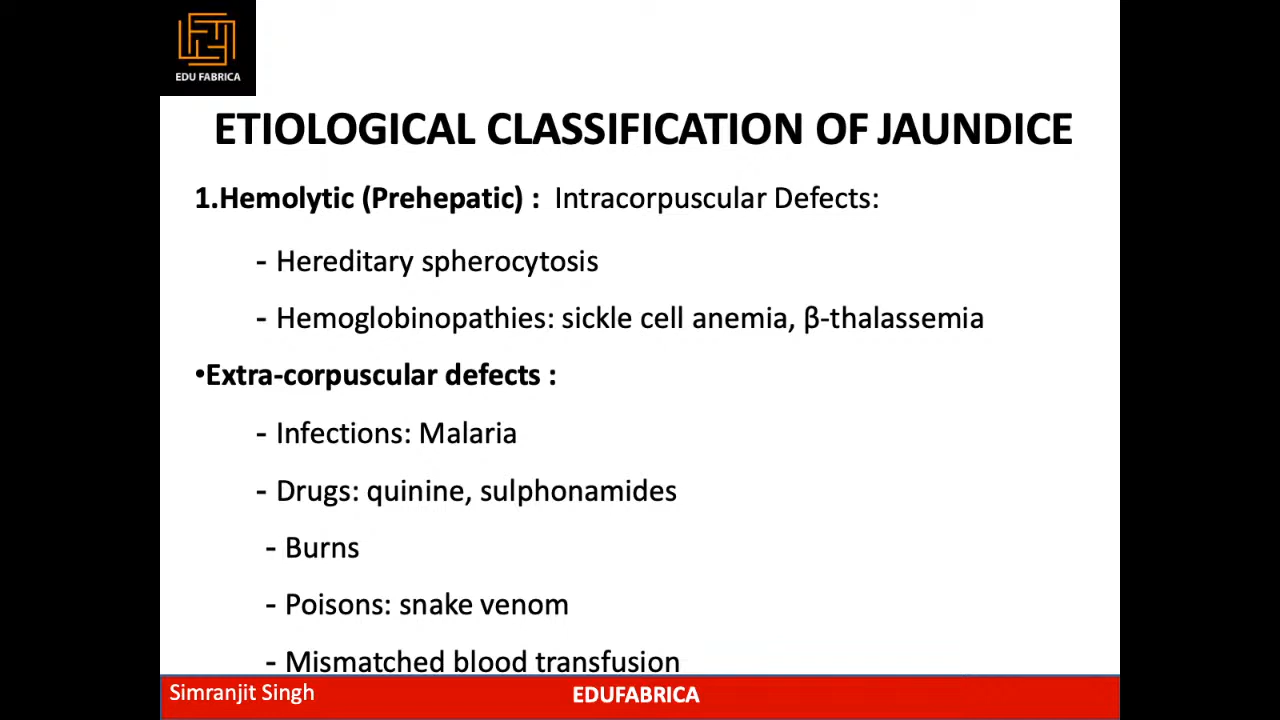 EDU FABRICA
ETIOLOGICAL CLASSIFICATION OF JAUNDICE
1.Hemolytic (Prehepatic) : Intracorpuscular Defects:
- Hereditary spherocytosis
- Hemoglobinopathies: sickle cell anemia, β-thalassemia
•Extra-corpuscular defects :
- Infections: Malaria
- Drugs: quinine, sulphonamides
- Burns
- Poisons: snake venom
- Mismatched blood transfusion
Simranjit Singh
EDUFABRICA